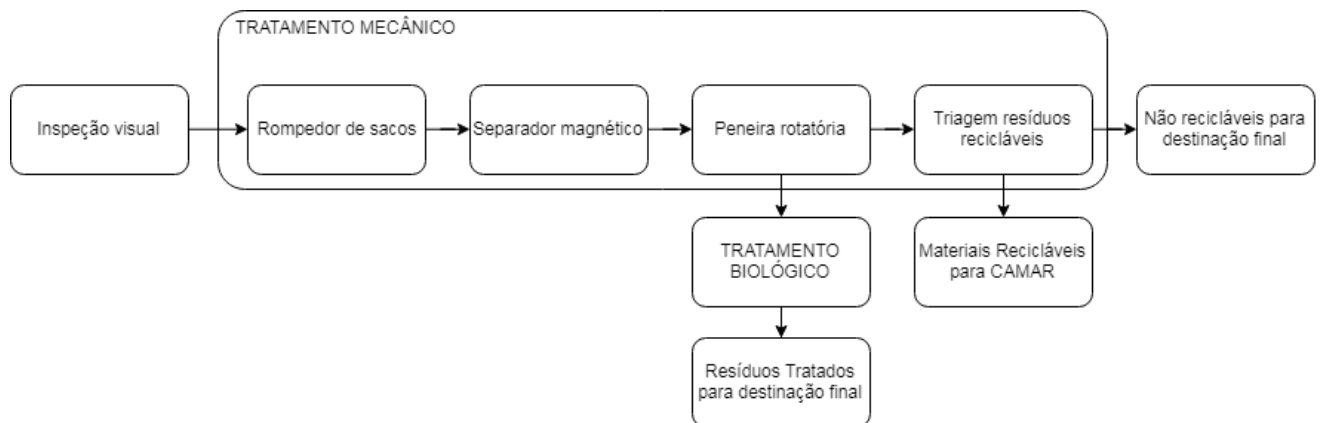 TRATAMENTO MECÂNICO
Inspeção visual
Rompedor de sacos
Separador magnético
Peneira rotatória
Triagem resíduos
recicláveis
Não recicláveis para
destinação final
TRATAMENTO
BIOLÓGICO
Materiais Recicláveis
para CAMAR
Resíduos Tratados
para destinação final